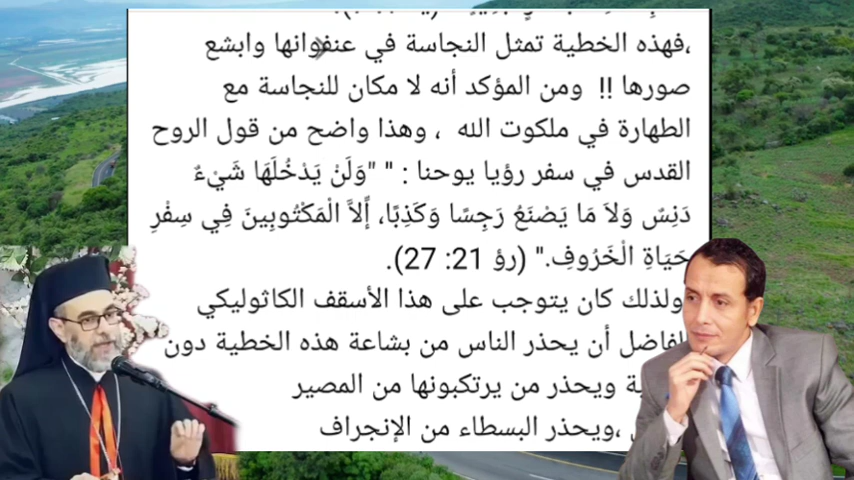 ،فهذه الخطية تمثل النجاسة في عنفوانها وابشع
صورها !! ومن المؤكد أنه لا مكان للنجاسة مع
الطهارة في ملكوت الله ، وهذا واضح من قول الروح
القدس في سفر رؤيا يوحنا : " "وَلَنْ يَدْخُلَهَا شَيْءٌ
دَنِسٌ وَلاَ مَا يَصْنَعُ رَجِسًا وَكَذِبًا، إِّلاَّ الْمَكْتُوبِينَ فِي سِفْرِ
حَيَاةِ الْخَرُوفِ." (رؤ 21: 27).
ولذلك كان يتوجب على هذا الأسقف الكاثوليكي
الفاضل أن يحذر الناس من بشاعة هذه الخطية دون
ويحذر من يرتكبونها من المصير
،ويحذر البسطاء من الإنجراف